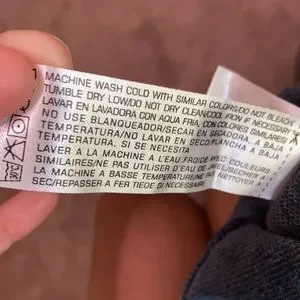 MACHINE WASH COLD WITH SIMILAR COLORS/DO NOT BLEACH
TUMBLE DRY LOW/DO NOT DRY CLEAN/COOL IRON IF NECESSARY
LAVAR EN LAVADORA CON AQUA FRIA, CON COLORES SIMILARES/
NO USE BLANQUEADOR/SECAR EN SECADORA A BAJA
TEMPERATURA/NO LAVAR EN SECO/PLANCHA A BAJA
TEMPERATURA, SI SE NECESITA
LAVER A LA MACHINE A L'EAU FROIDE AVEC COULEURS
SIMILAIRES/NE PAS UTILISER D'EAU DE JAVEL/SECHER A
LA MACHINE A BASSE TEMPERATURE/NE PAS NETTOYER A
SEC/REPASSER A FER TIEDE SI NECESSAIRE